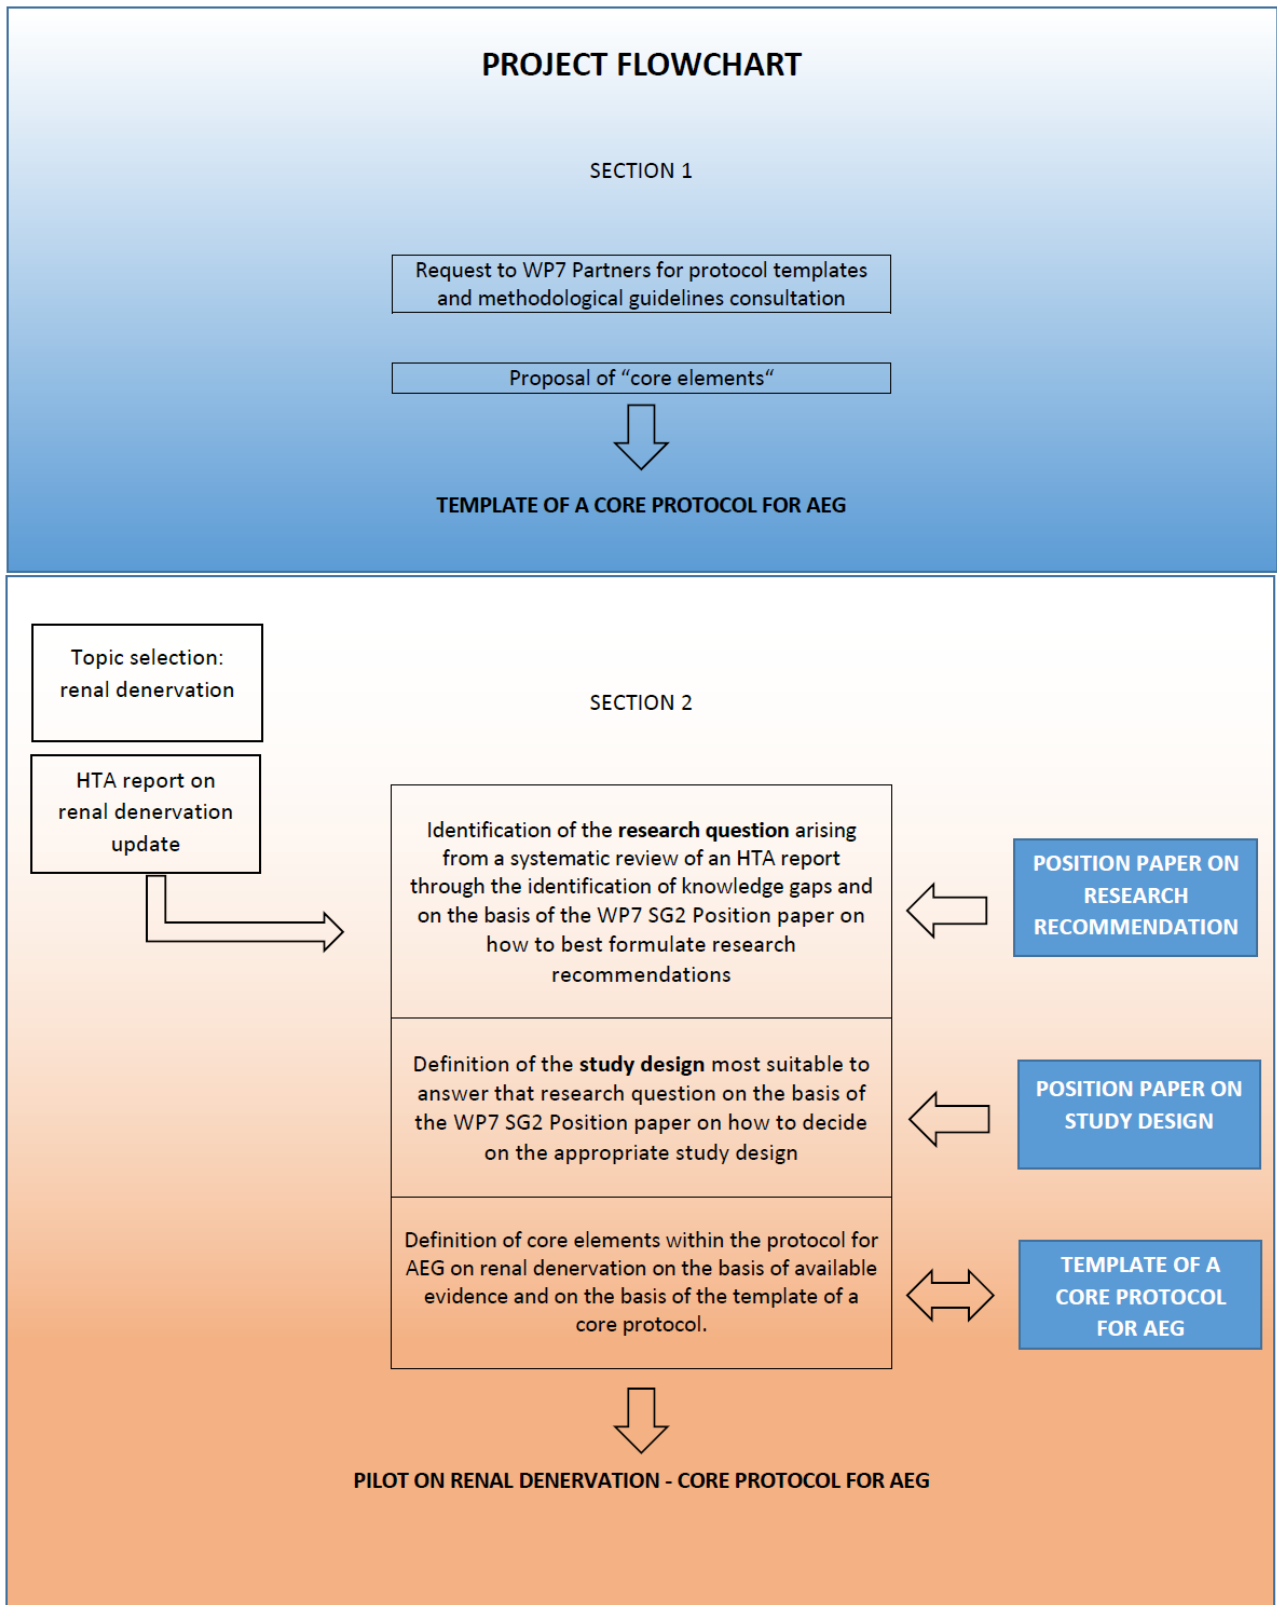 PROJECT FLOWCHART
SECTION 1
Request to WP7 Partners for protocol templates
and methodological guidelines consultation
Proposal of “core elements“
TEMPLATE OF A CORE PROTOCOL FOR AEG
Topic selection:
renal denervation
SECTION 2
HTA report on
renal denervation
update
Identification of the research question arising
from a systematic review of an HTA report
through the identification of knowledge gaps and
on the basis of the WP7 SG2 Position paper on
how to best formulate research
recommendations
POSITION PAPER ON
RESEARCH
RECOMMENDATION
Definition of the study design most suitable to
answer that research question on the basis of
the WP7 SG2 Position paper on how to decide
on the appropriate study design
POSITION PAPER ON
STUDY DESIGN
Definition of core elements within the protocol for
AEG on renal denervation on the basis of available
evidence and on the basis of the template of a
core protocol.
TEMPLATE OF A
CORE PROTOCOL
FOR AEG
PILOT ON RENAL DENERVATION - CORE PROTOCOL FOR AEG